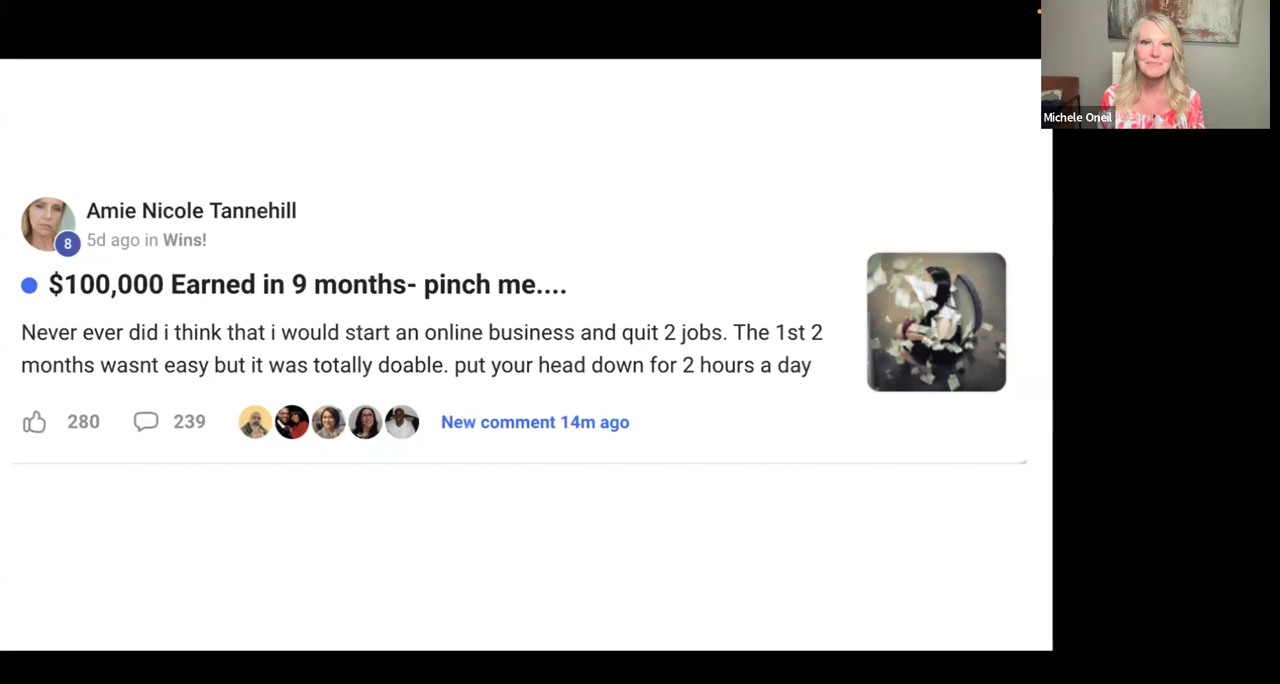 Michele Oneil
Amie Nicole Tannehill
8
5d ago in Wins!
$100,000 Earned in 9 months- pinch me....
Never ever did i think that i would start an online business and quit 2 jobs. The 1st 2
months wasnt easy but it was totally doable. put your head down for 2 hours a day
280 239 New comment 14m ago